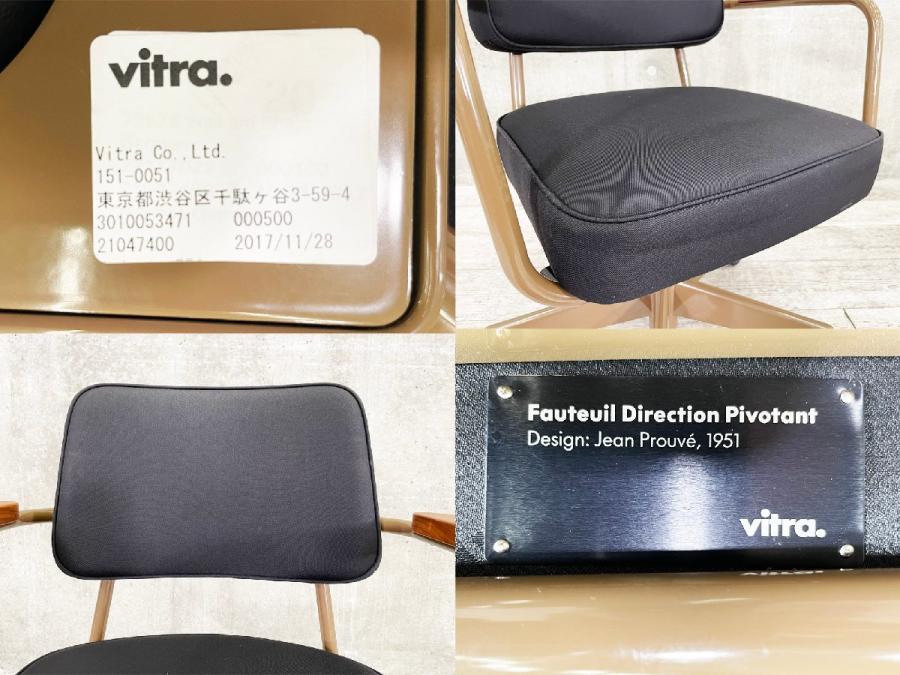 vitra.
Vitra Co.,Ltd.
151-0051
東京都渋谷区千駄ヶ谷3-59-4
3010053471 000500
21047400 2017/11/28
Fauteuil Direction Pivotant
Design: Jean Prouvé, 1951
vitra.